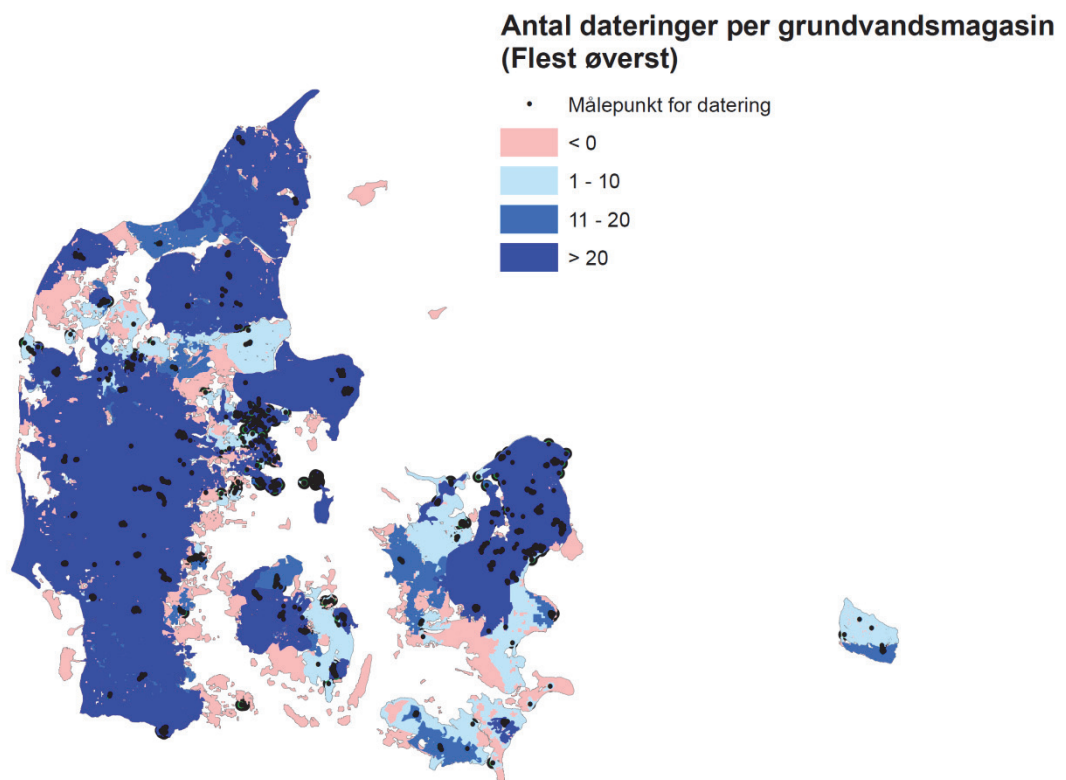 Antal dateringer per grundvandsmagasin
(Flest øverst)
Målepunkt for datering
< 0
1 - 10
11 - 20
> 20